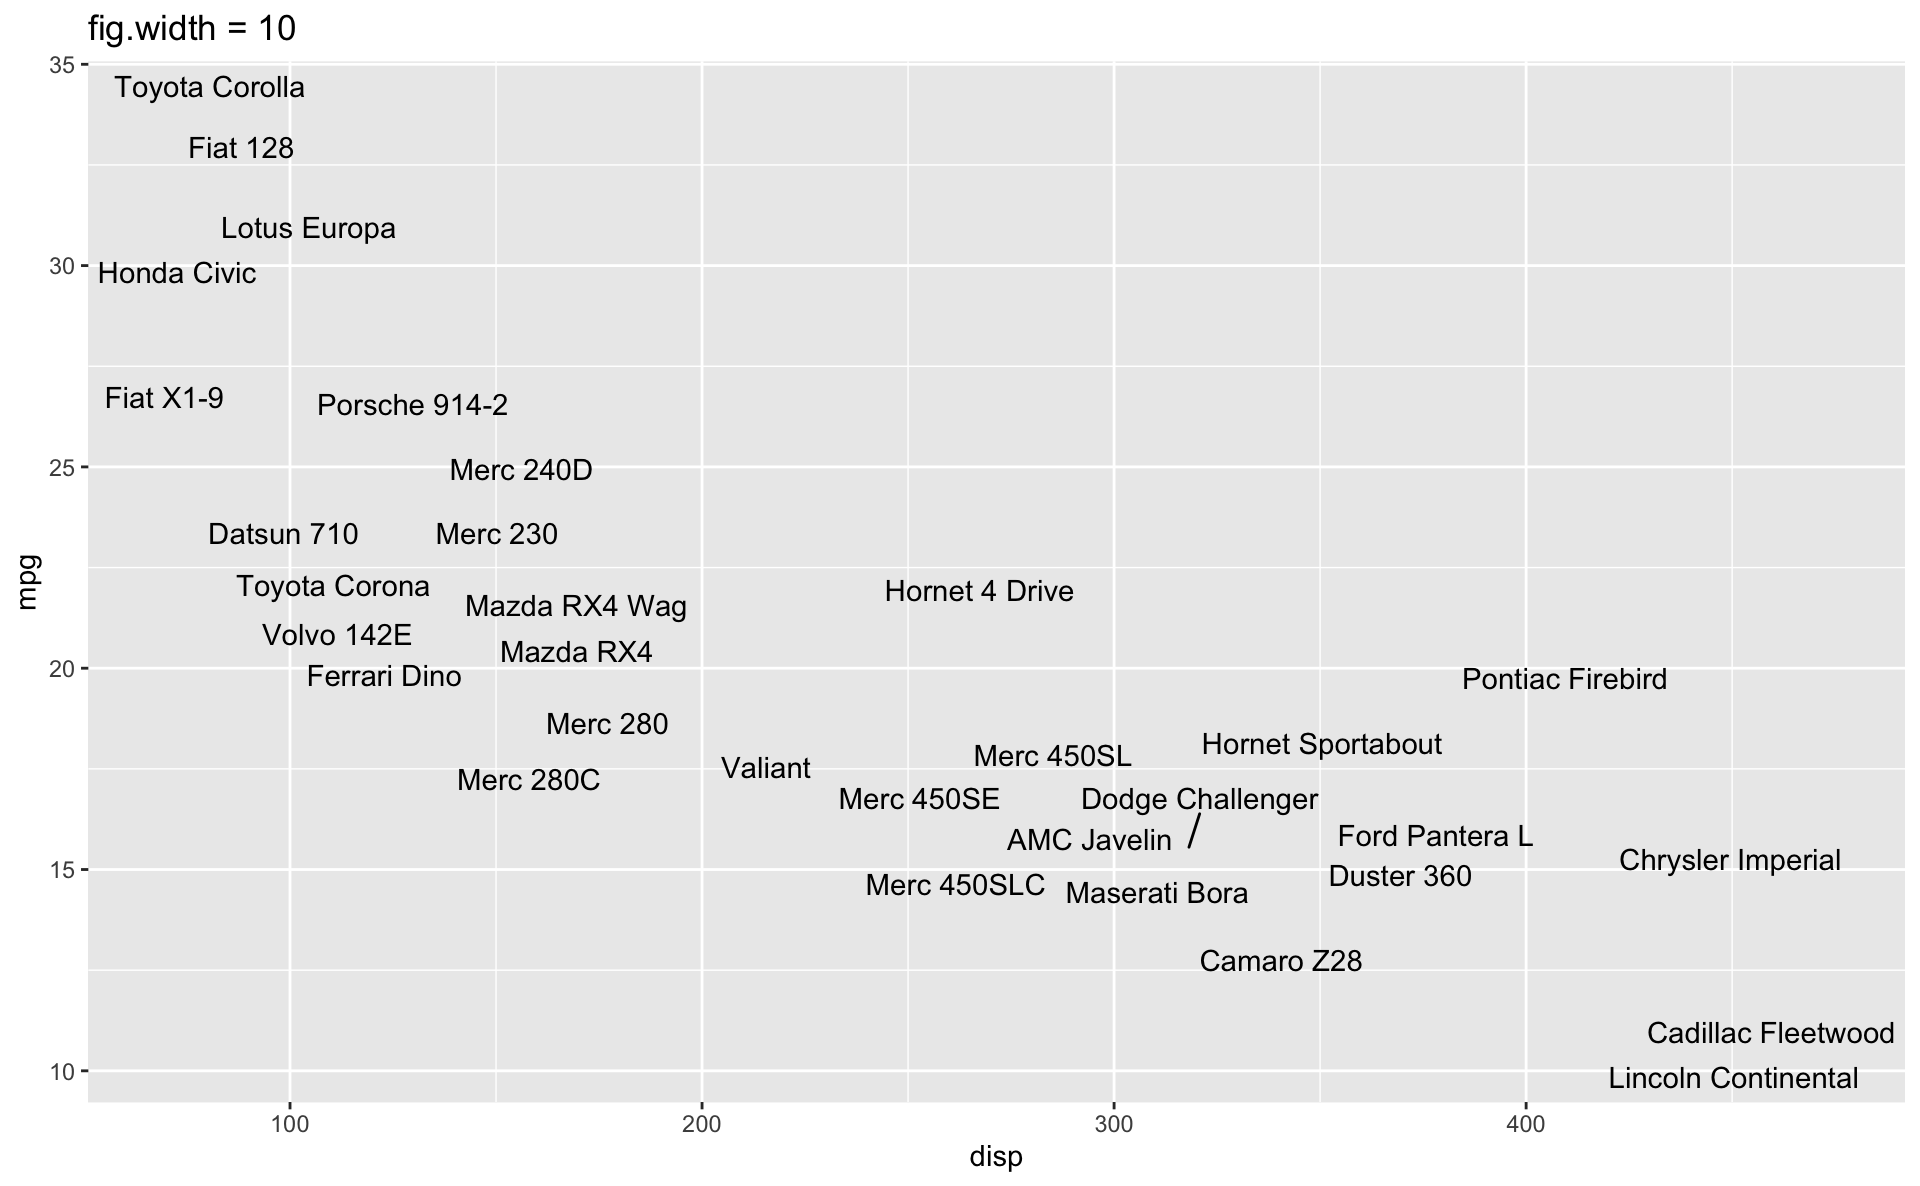 fig.width = 10
35
Toyota Corolla
Fiat 128
Lotus Europa
30
Honda Civic
Fiat X1-9
Porsche 914-2
25
Merc 240D
Datsun 710
Merc 230
mpg
Toyota Corona
Hornet 4 Drive
Mazda RX4 Wag
Volvo 142E
Mazda RX4
20
Ferrari Dino
Pontiac Firebird
Merc 280
Hornet Sportabout
Merc 450SL
Valiant
Merc 280C
Merc 450SE
Dodge Challenger
AMC Javelin
Ford Pantera L
15
Chrysler Imperial
Duster 360
Merc 450SLC
Maserati Bora
Camaro Z28
Cadillac Fleetwood
10
Lincoln Continental
100 200 300 400
disp